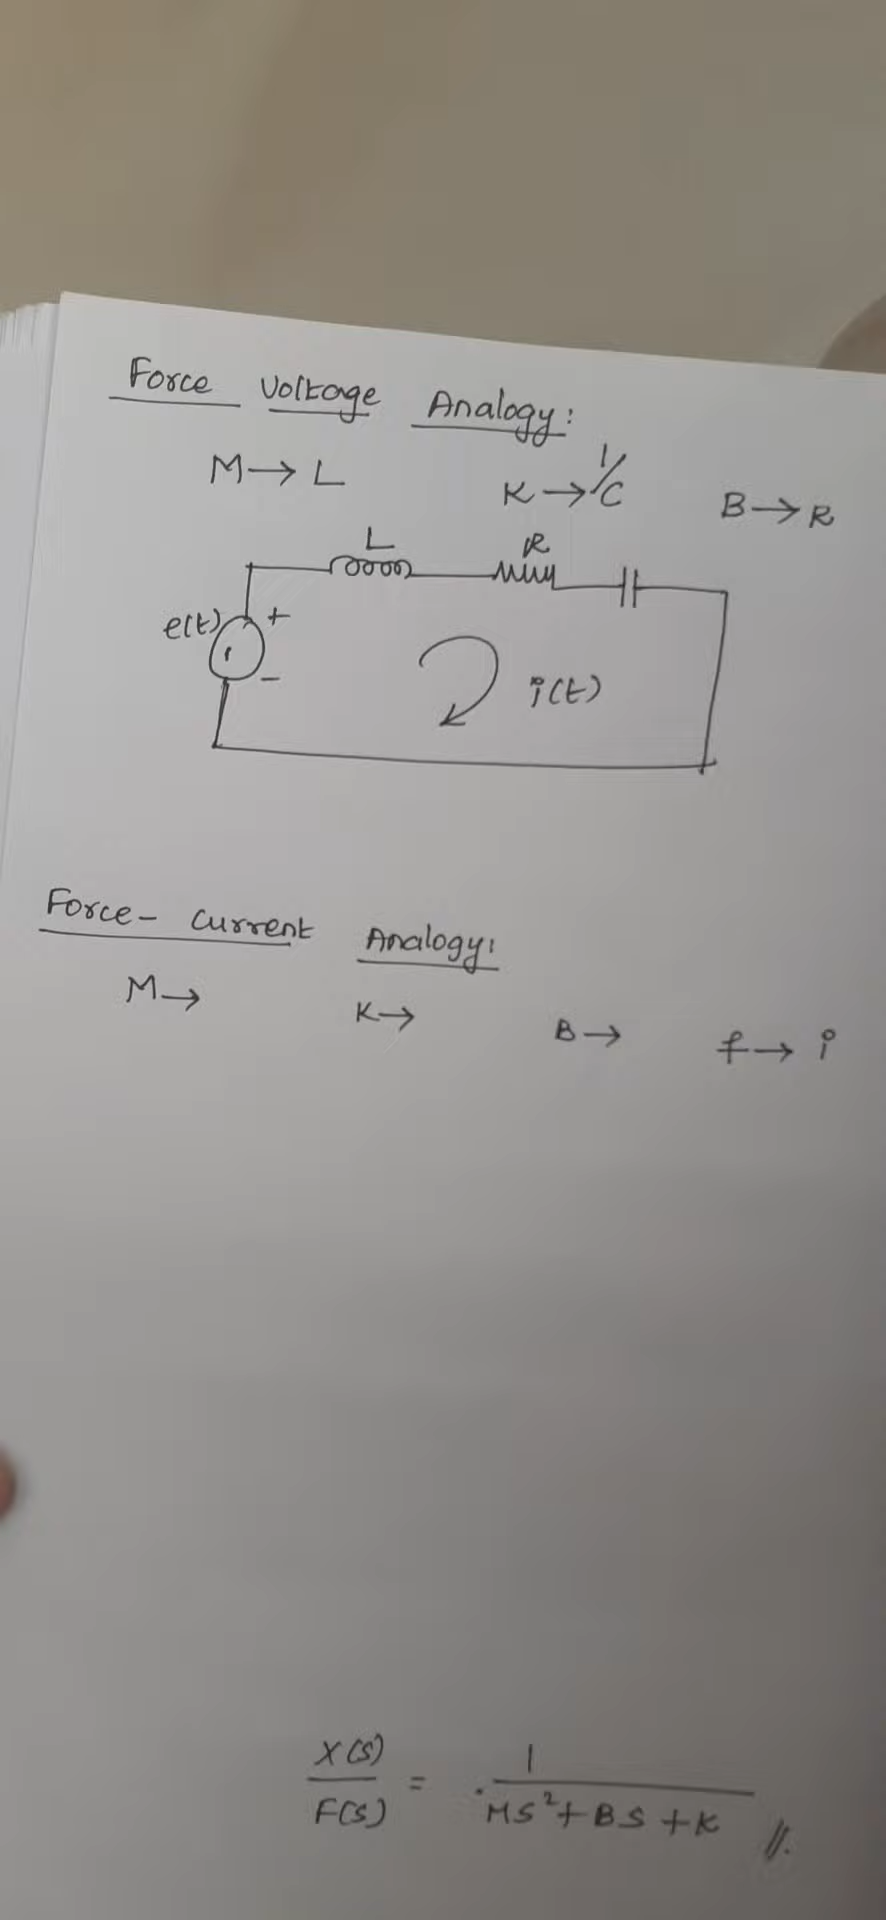 Force Voltage Analogy:
M→L K→1/C B→R
L R
e(t) + -
i(t)
Force- Current Analogy:
M→ K→ B→ f→ i
X(S)/F(S) = 1/MS²+BS+K //.